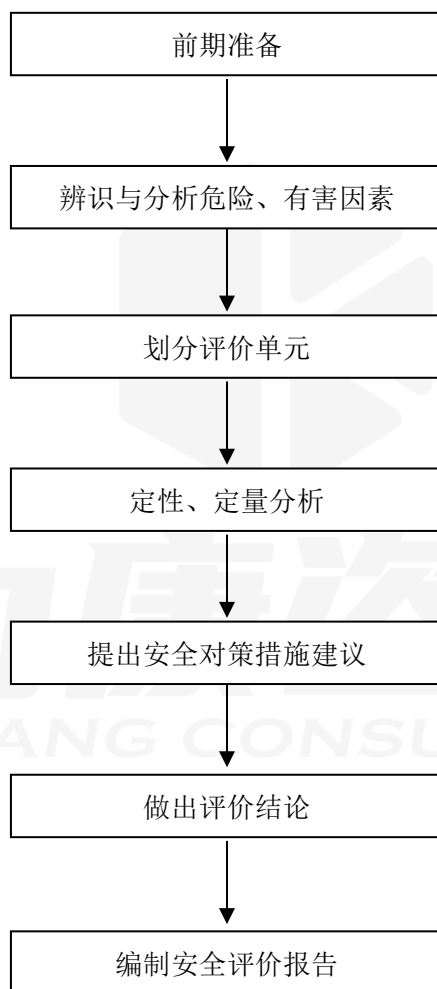 前期准备
辨识与分析危险、有害因素
划分评价单元
定性、定量分析
提出安全对策措施建议
做出评价结论
编制安全评价报告